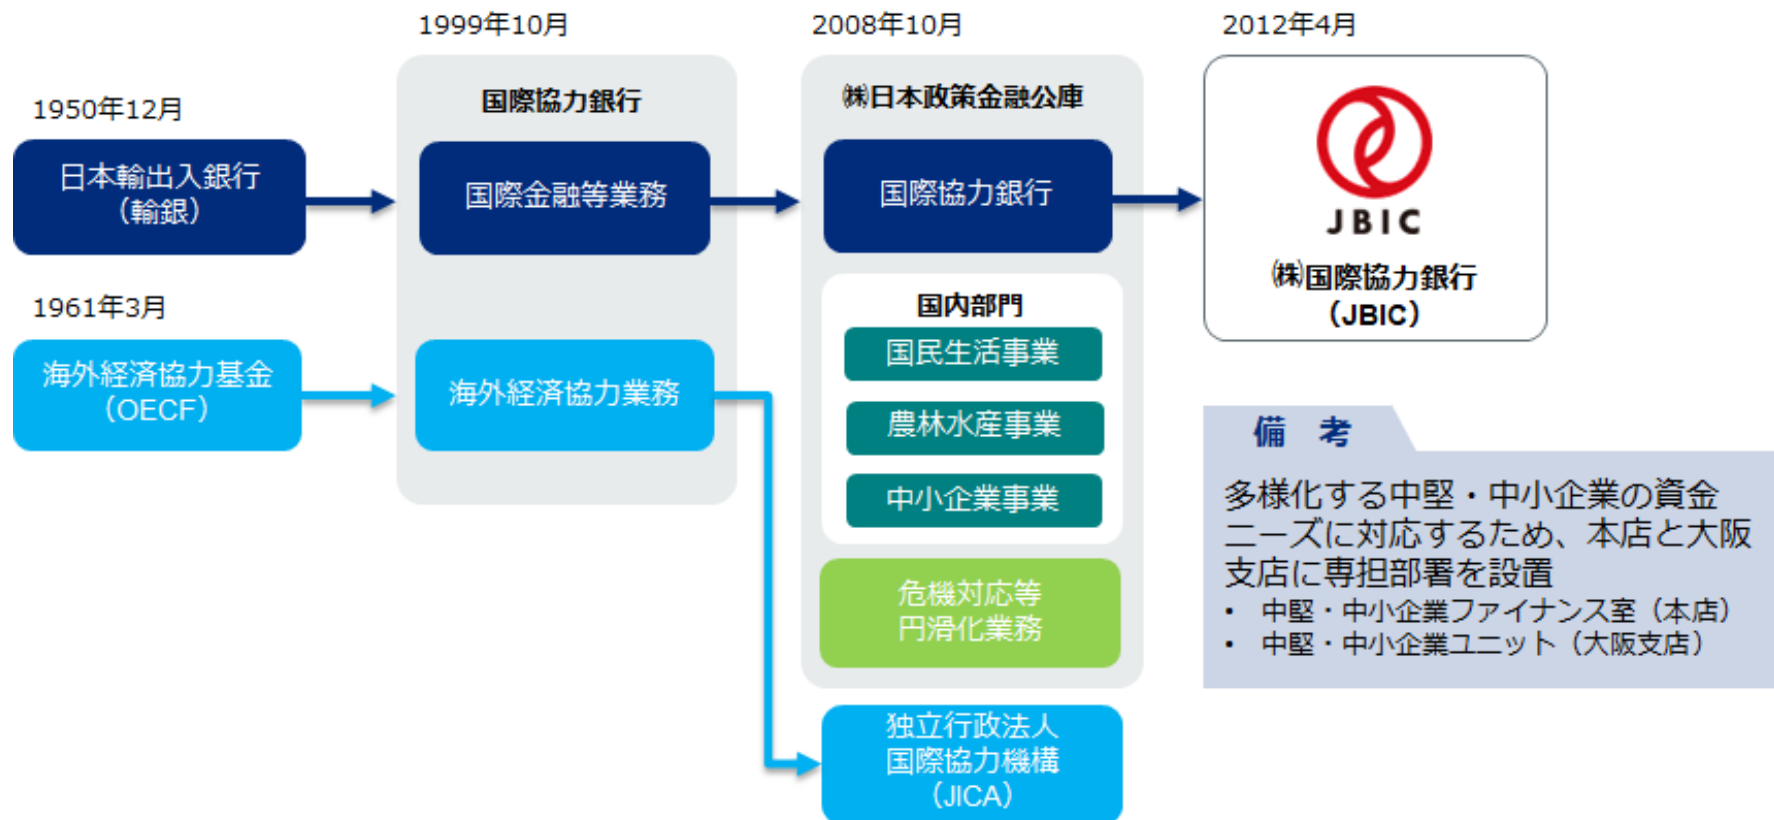 1950年12月
日本輸出入銀行
（輸銀）
1961年3月
海外経済協力基金
（OECF）
1999年10月
国際協力銀行
国際金融等業務
海外経済協力業務
2008年10月
㈱日本政策金融公庫
国際協力銀行
国内部門
国民生活事業
農林水産事業
中小企業事業
危機対応等
円滑化業務
独立行政法人
国際協力機構
（JICA）
2012年4月
JBIC
㈱国際協力銀行
（JBIC）
備　考
多様化する中堅・中小企業の資金
ニーズに対応するため、本店と大阪
支店に専担部署を設置
• 中堅・中小企業ファイナンス室（本店）
• 中堅・中小企業ユニット（大阪支店）